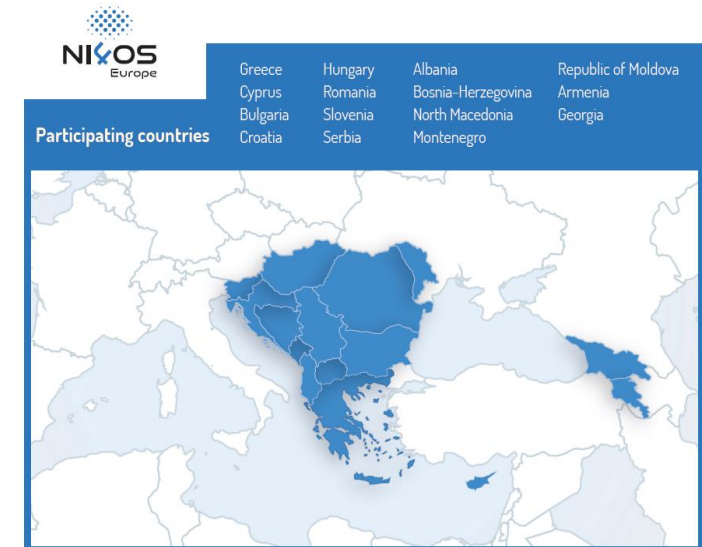 NI4OS
Europe
Participating countries
Greece
Cyprus
Bulgaria
Croatia
Hungary
Romania
Slovenia
Serbia
Albania
Bosnia-Herzegovina
North Macedonia
Montenegro
Republic of Moldova
Armenia
Georgia